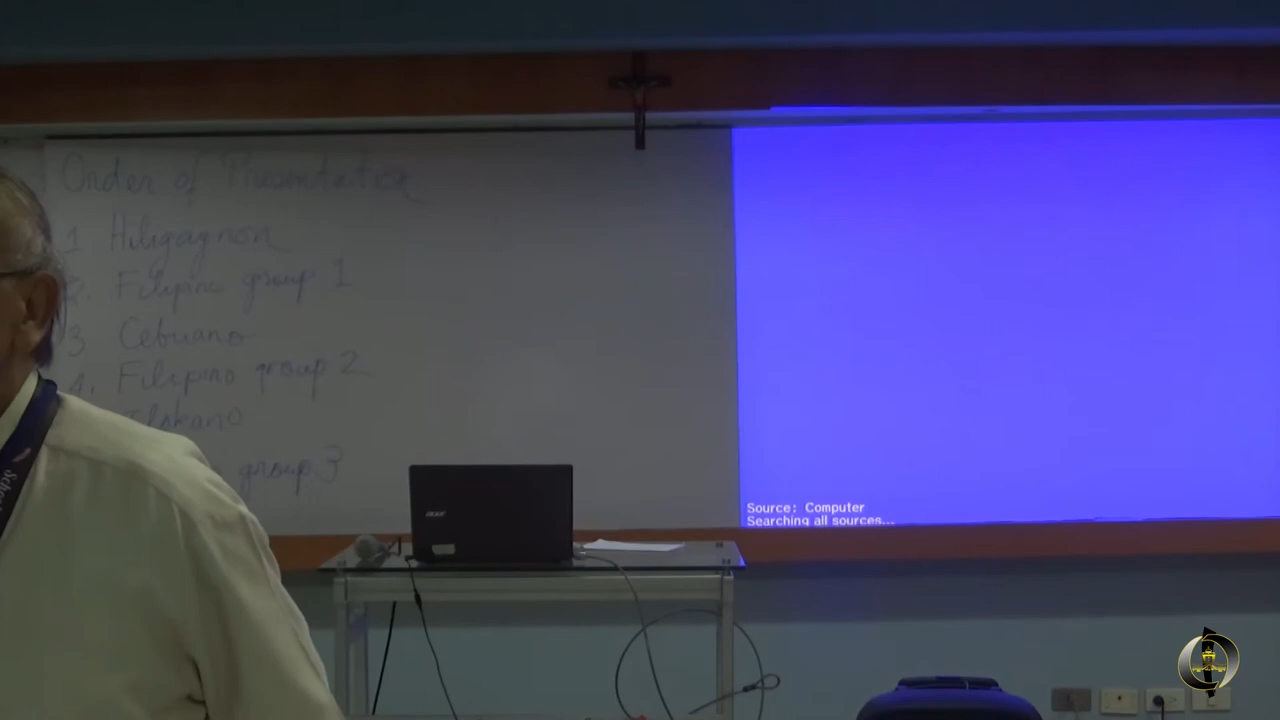 Order of Presentation
1 Hiligaynon
2. Filipino group 1
3 Cebuano
4. Filipino group 2
Ilokano
group 3
acer
Source: Computer
Searching all sources...